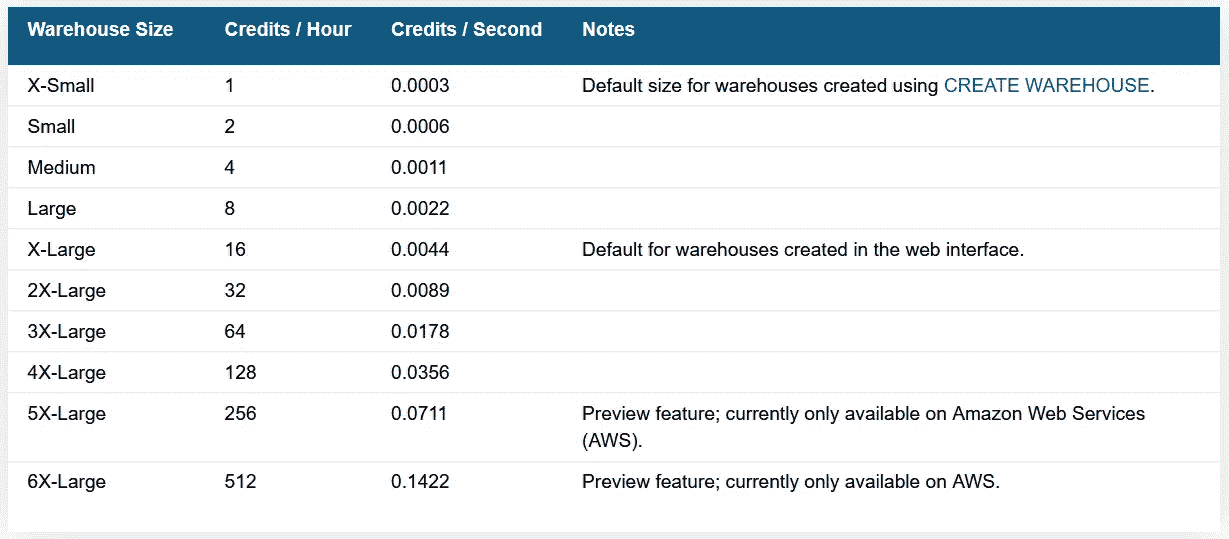 Warehouse Size Credits / Hour Credits / Second Notes
X-Small 1 0.0003 Default size for warehouses created using CREATE WAREHOUSE.
Small 2 0.0006
Medium 4 0.0011
Large 8 0.0022
X-Large 16 0.0044 Default for warehouses created in the web interface.
2X-Large 32 0.0089
3X-Large 64 0.0178
4X-Large 128 0.0356
5X-Large 256 0.0711 Preview feature; currently only available on Amazon Web Services
(AWS).
6X-Large 512 0.1422 Preview feature; currently only available on AWS.